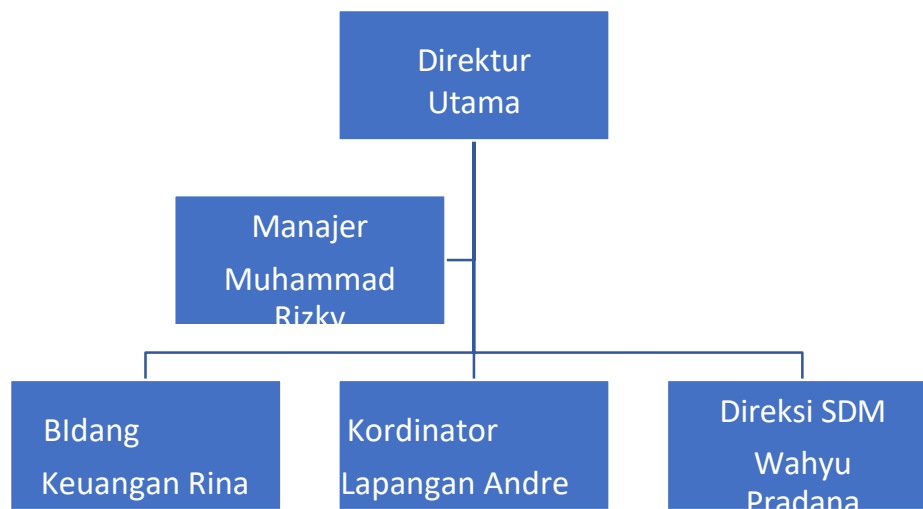 Direktur
Utama
Manajer
Muhammad
Rizky
BIdang
Keuangan Rina
Kordinator
Lapangan Andre
Direksi SDM
Wahyu
Pradana